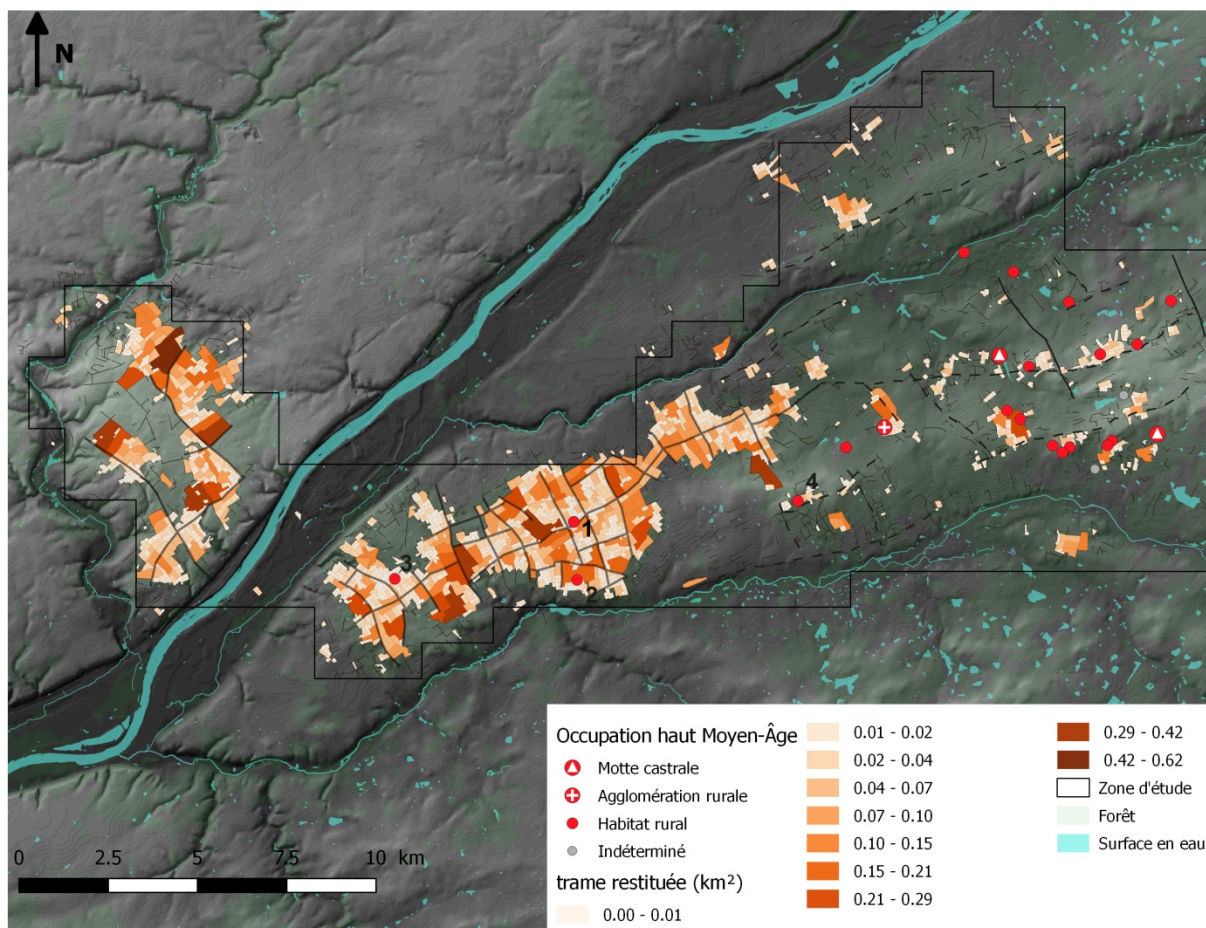 N
1
2
3
4
0 2.5 5 7.5 10 km
Occupation haut Moyen-Âge
Motte castrale
Agglomération rurale
Habitat rural
Indéterminé
trame restituée (km²)
0.00 - 0.01
0.01 - 0.02
0.02 - 0.04
0.04 - 0.07
0.07 - 0.10
0.10 - 0.15
0.15 - 0.21
0.21 - 0.29
0.29 - 0.42
0.42 - 0.62
Zone d'étude
Forêt
Surface en eau